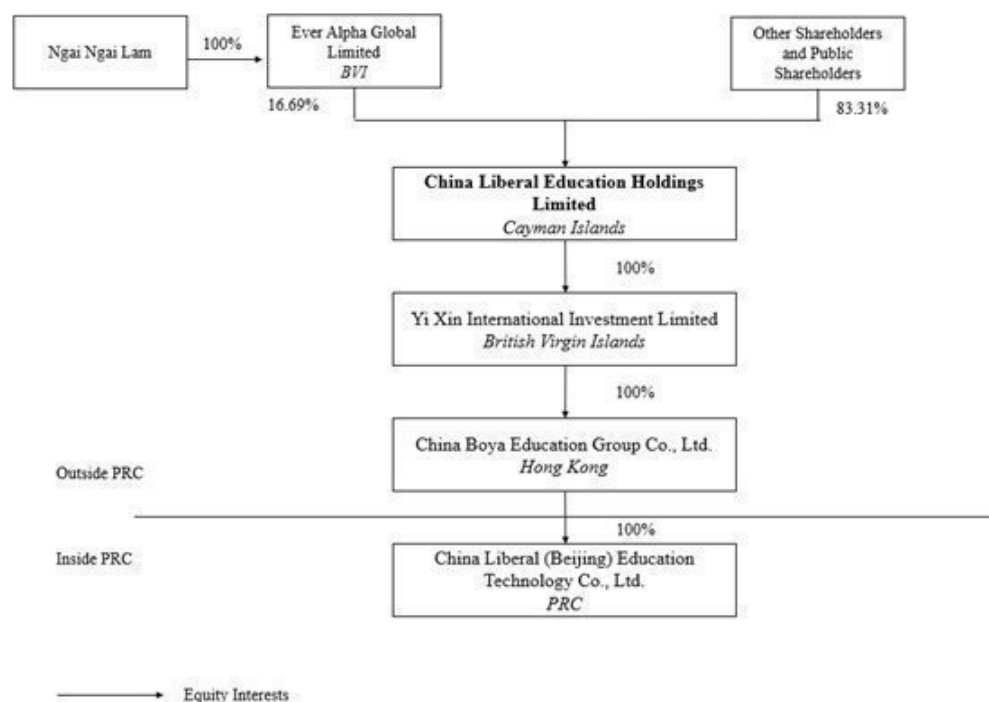 Ngai Ngai Lam
100%
Ever Alpha Global
Limited
BVI
Other Shareholders
and Public
Shareholders
16.69%
83.31%
China Liberal Education Holdings
Limited
Cayman Islands
100%
Yi Xin International Investment Limited
British Virgin Islands
100%
China Boya Education Group Co., Ltd.
Hong Kong
Outside PRC
100%
Inside PRC
China Liberal (Beijing) Education
Technology Co., Ltd.
PRC
Equity Interests